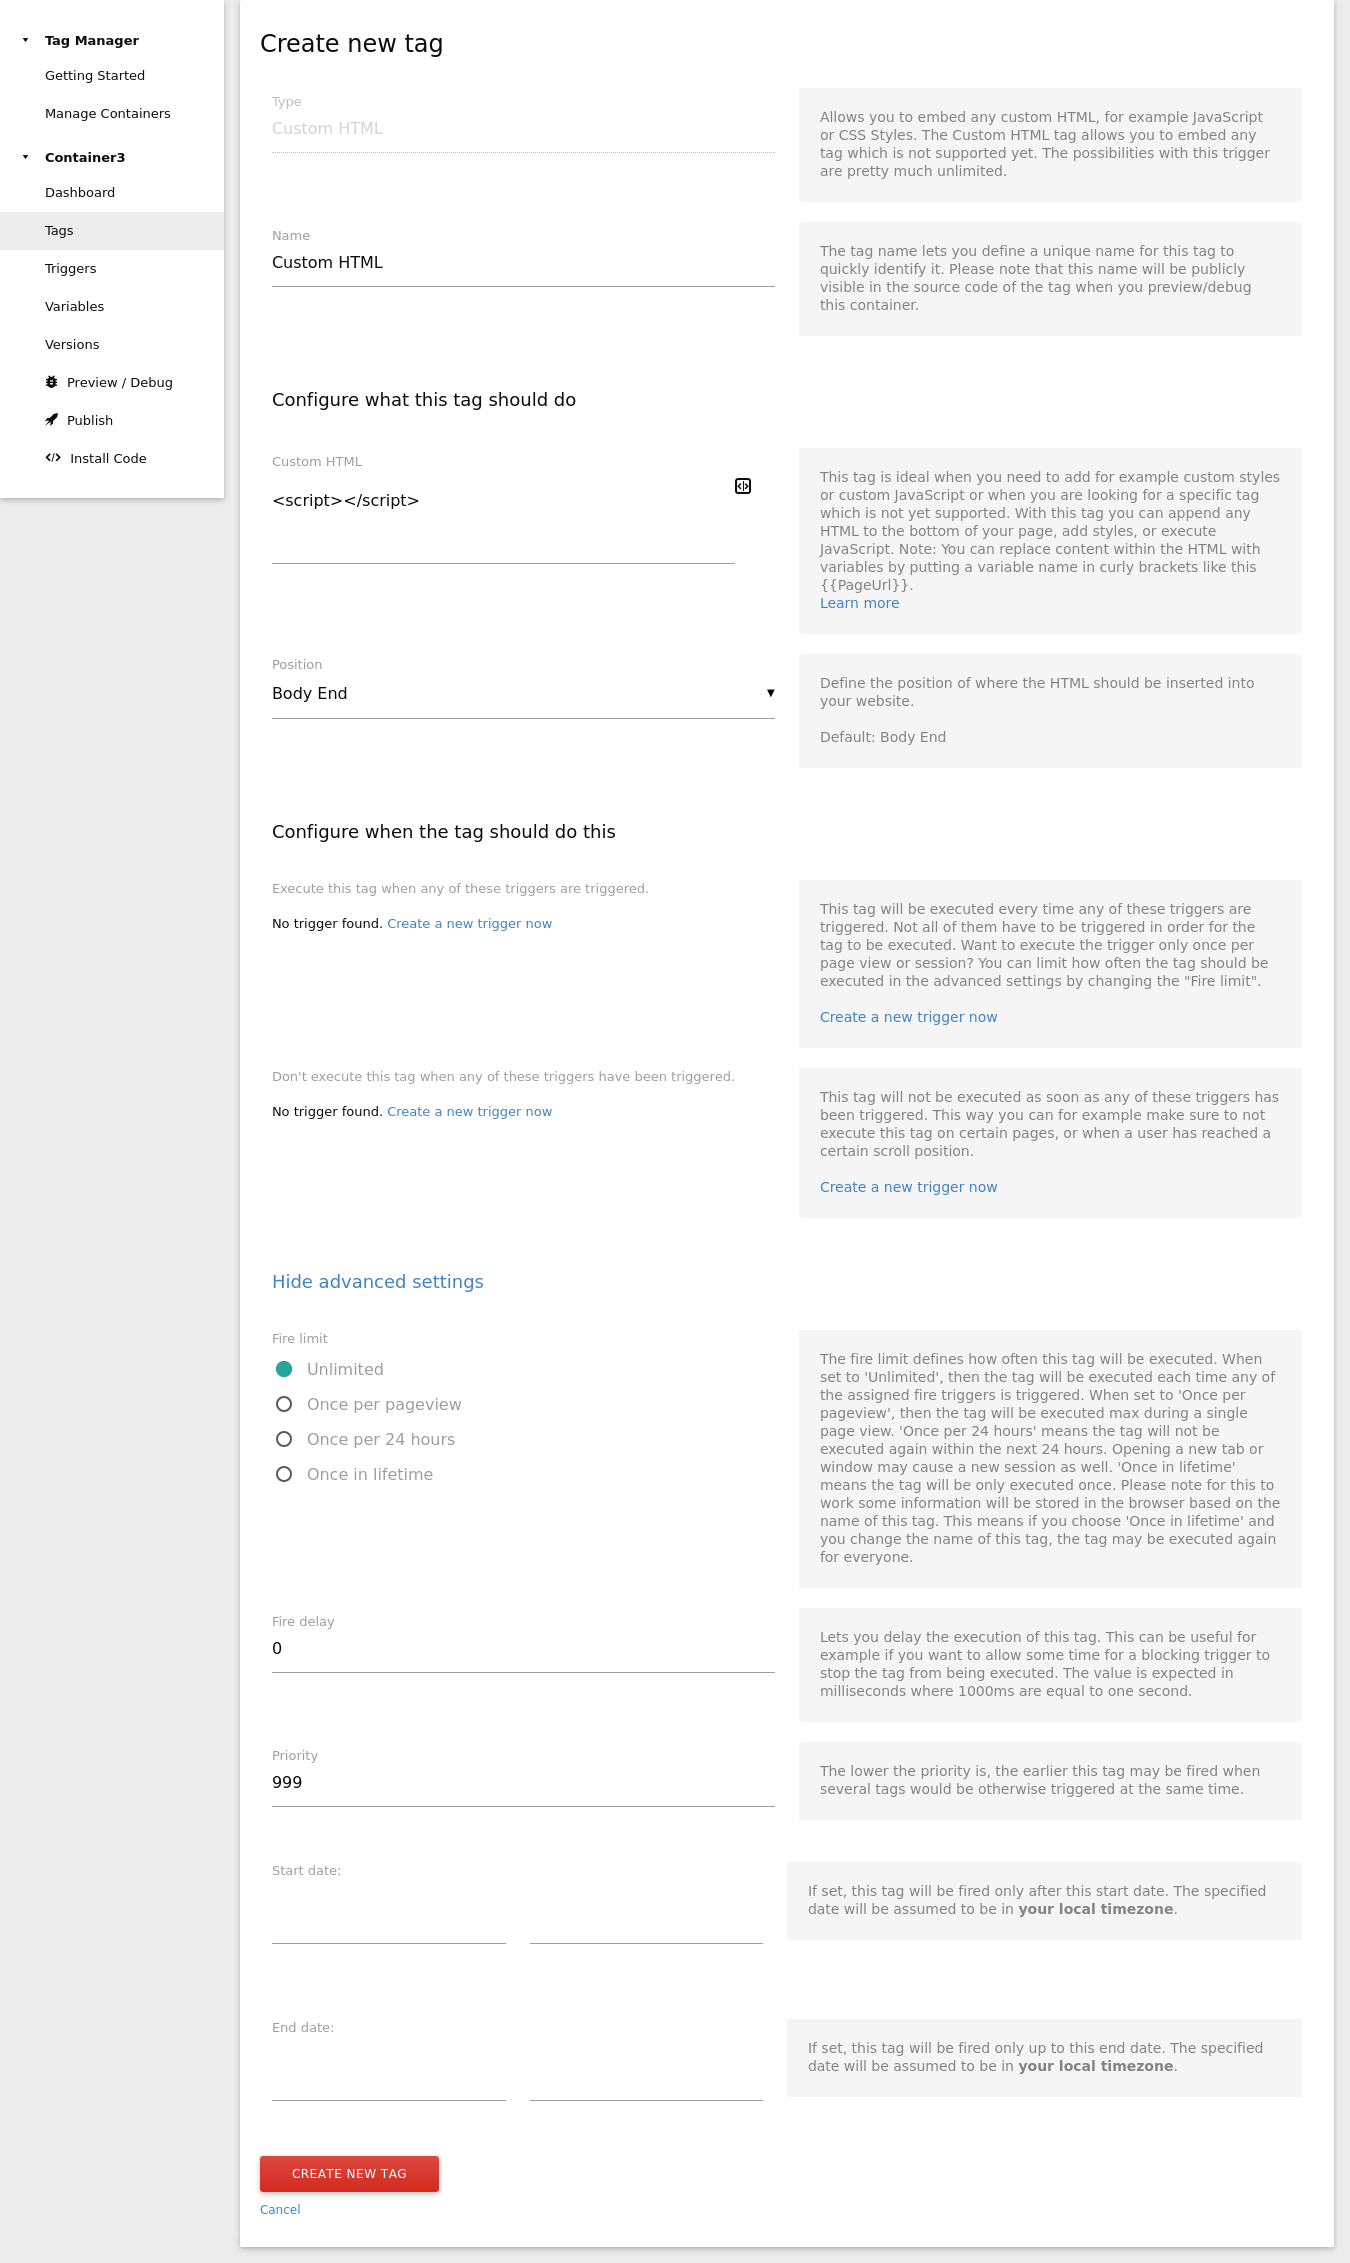 Tag Manager
Getting Started
Manage Containers
Container3
Dashboard
Tags
Triggers
Variables
Versions
Preview / Debug
Publish
Install Code
Create new tag
Type
Custom HTML
Allows you to embed any custom HTML, for example JavaScript
or CSS Styles. The Custom HTML tag allows you to embed any
tag which is not supported yet. The possibilities with this trigger
are pretty much unlimited.
Name
Custom HTML
The tag name lets you define a unique name for this tag to
quickly identify it. Please note that this name will be publicly
visible in the source code of the tag when you preview/debug
this container.
Configure what this tag should do
Custom HTML
<script></script>
This tag is ideal when you need to add for example custom styles
or custom JavaScript or when you are looking for a specific tag
which is not yet supported. With this tag you can append any
HTML to the bottom of your page, add styles, or execute
JavaScript. Note: You can replace content within the HTML with
variables by putting a variable name in curly brackets like this
{{PageUrl}}.
Learn more
Position
Body End
Define the position of where the HTML should be inserted into
your website.
Default: Body End
Configure when the tag should do this
Execute this tag when any of these triggers are triggered.
No trigger found. Create a new trigger now
This tag will be executed every time any of these triggers are
triggered. Not all of them have to be triggered in order for the
tag to be executed. Want to execute the trigger only once per
page view or session? You can limit how often the tag should be
executed in the advanced settings by changing the "Fire limit".
Create a new trigger now
Don't execute this tag when any of these triggers have been triggered.
No trigger found. Create a new trigger now
This tag will not be executed as soon as any of these triggers has
been triggered. This way you can for example make sure to not
execute this tag on certain pages, or when a user has reached a
certain scroll position.
Create a new trigger now
Hide advanced settings
Fire limit
Unlimited
Once per pageview
Once per 24 hours
Once in lifetime
The fire limit defines how often this tag will be executed. When
set to 'Unlimited', then the tag will be executed each time any of
the assigned fire triggers is triggered. When set to 'Once per
pageview', then the tag will be executed max during a single
page view. 'Once per 24 hours' means the tag will not be
executed again within the next 24 hours. Opening a new tab or
window may cause a new session as well. 'Once in lifetime'
means the tag will be only executed once. Please note for this to
work some information will be stored in the browser based on the
name of this tag. This means if you choose 'Once in lifetime' and
you change the name of this tag, the tag may be executed again
for everyone.
Fire delay
0
Lets you delay the execution of this tag. This can be useful for
example if you want to allow some time for a blocking trigger to
stop the tag from being executed. The value is expected in
milliseconds where 1000ms are equal to one second.
Priority
999
The lower the priority is, the earlier this tag may be fired when
several tags would be otherwise triggered at the same time.
Start date:
If set, this tag will be fired only after this start date. The specified
date will be assumed to be in your local timezone.
End date:
If set, this tag will be fired only up to this end date. The specified
date will be assumed to be in your local timezone.
CREATE NEW TAG
Cancel